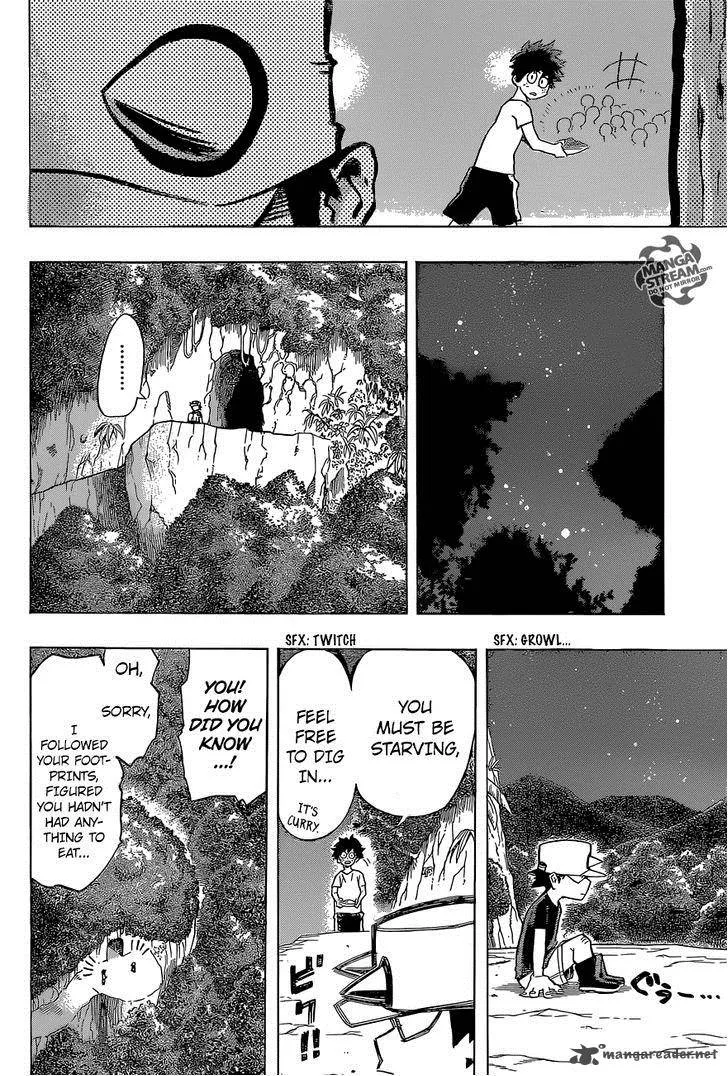 MANGA
STREAM.COM
DO NOT MIRROR
........
SFX: GROWL...
ぐぅー...
SFX: TWITCH
YOU
MUST BE
STARVING,
FEEL
FREE
TO DIG
IN...
IT'S
CURRY.
ビク!!
YOU!
HOW
DID YOU
KNOW
...!
OH,
SORRY,
I
FOLLOWED
YOUR FOOT-
PRINTS,
FIGURED
YOU HADN'T
HAD ANY-
THING TO
EAT...
mangareader.net